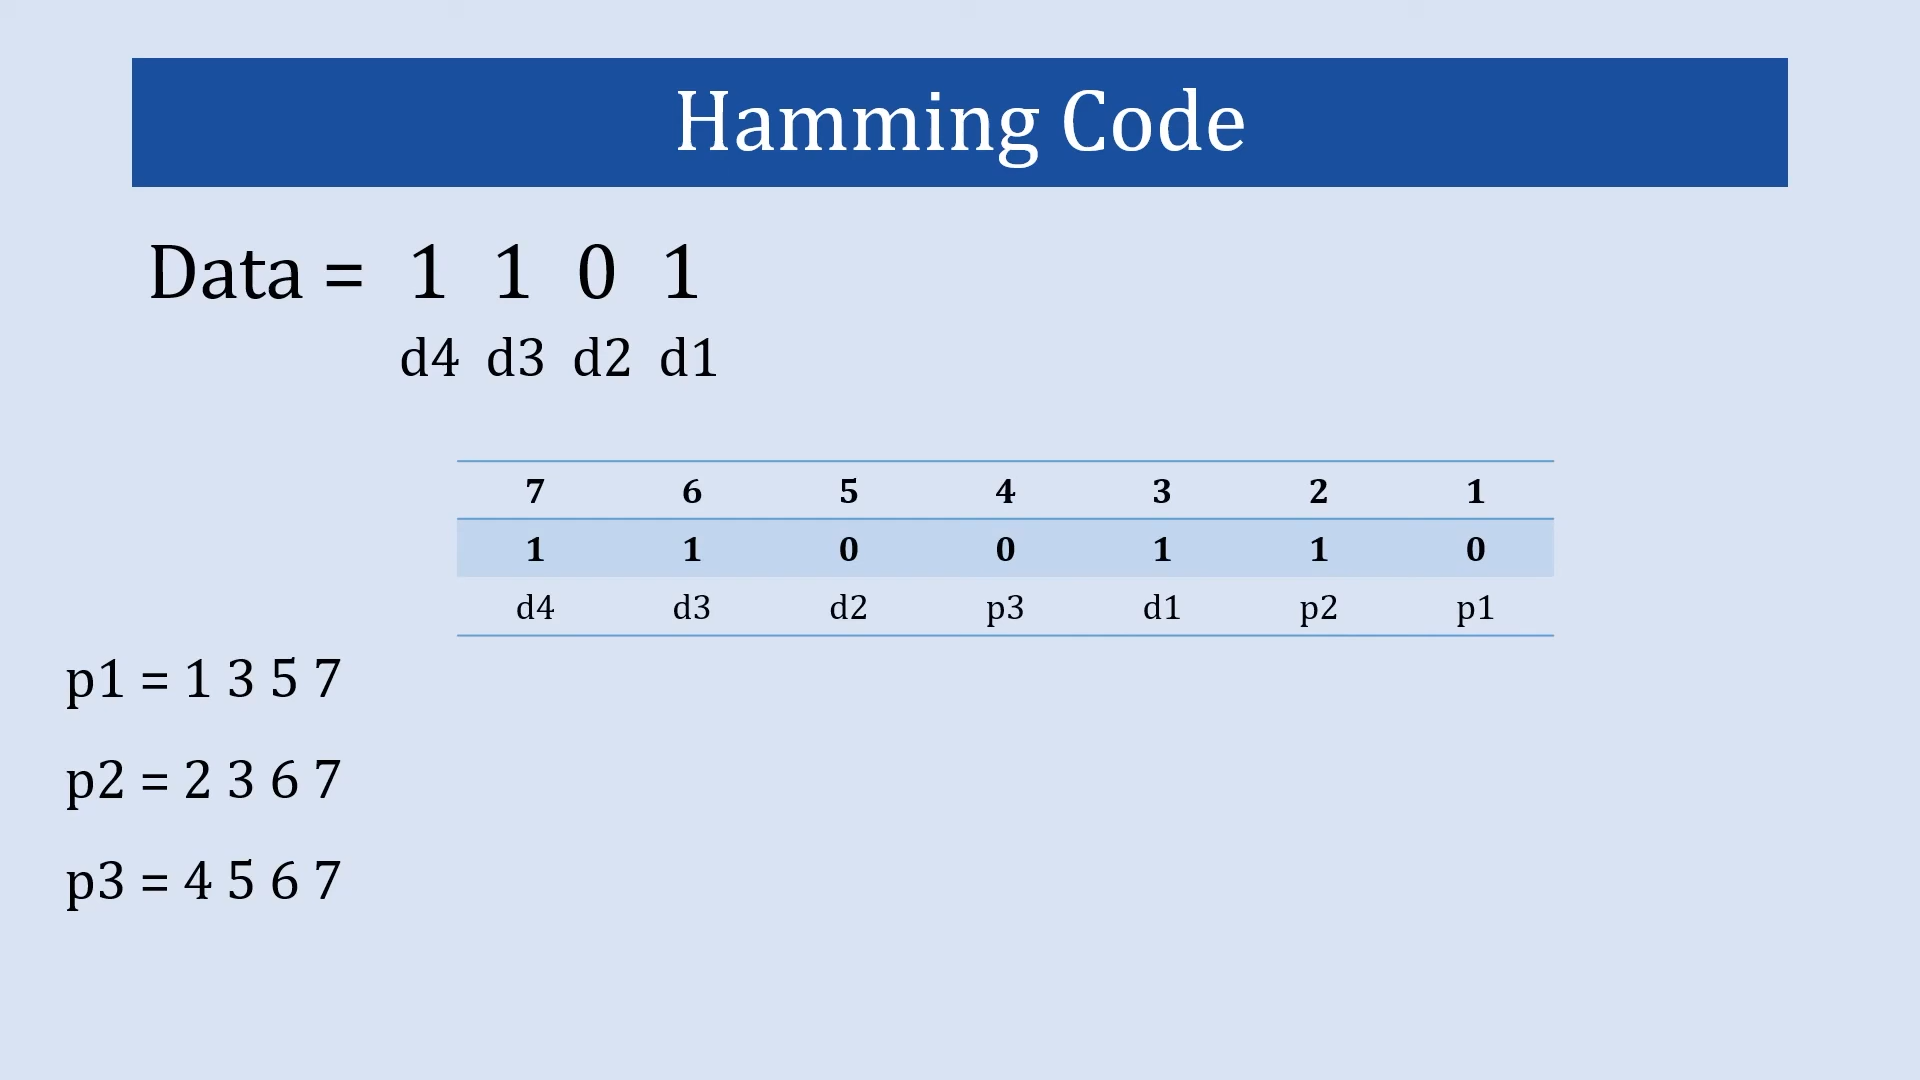 Hamming Code
Data = 1 1 0 1
d4 d3 d2 d1
7 6 5 4 3 2 1
1 1 0 0 1 1 0
d4 d3 d2 p3 d1 p2 p1
p1 = 1 3 5 7
p2 = 2 3 6 7
p3 = 4 5 6 7